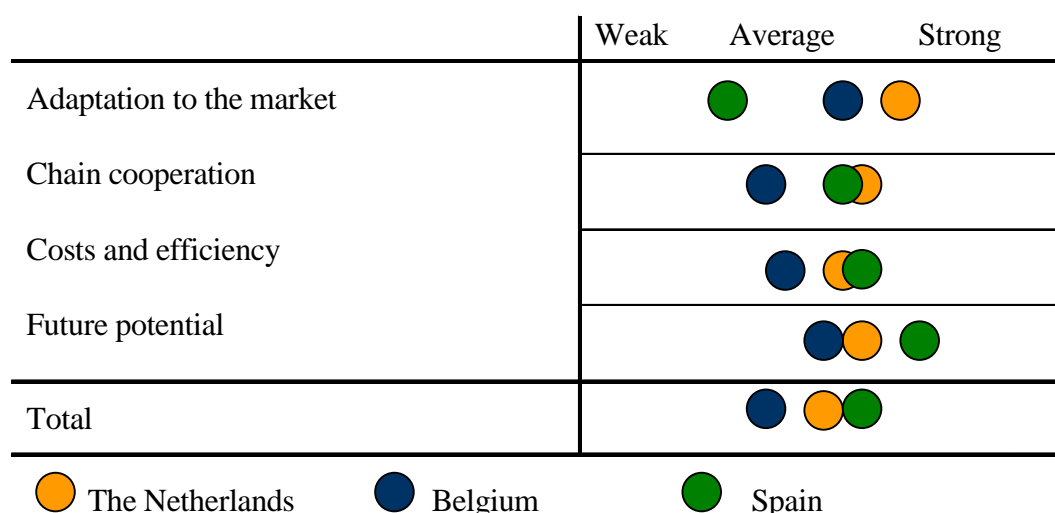 Weak Average Strong
Adaptation to the market
Chain cooperation
Costs and efficiency
Future potential
Total
The Netherlands Belgium Spain